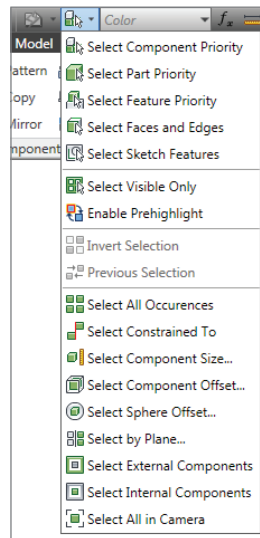 Color fx
Model
Select Component Priority
attern
Select Part Priority
opy
Select Feature Priority
Mirror
Select Faces and Edges
mponent
Select Sketch Features
Select Visible Only
Enable Prehighlight
Invert Selection
Previous Selection
Select All Occurences
Select Constrained To
Select Component Size...
Select Component Offset...
Select Sphere Offset...
Select by Plane...
Select External Components
Select Internal Components
Select All in Camera